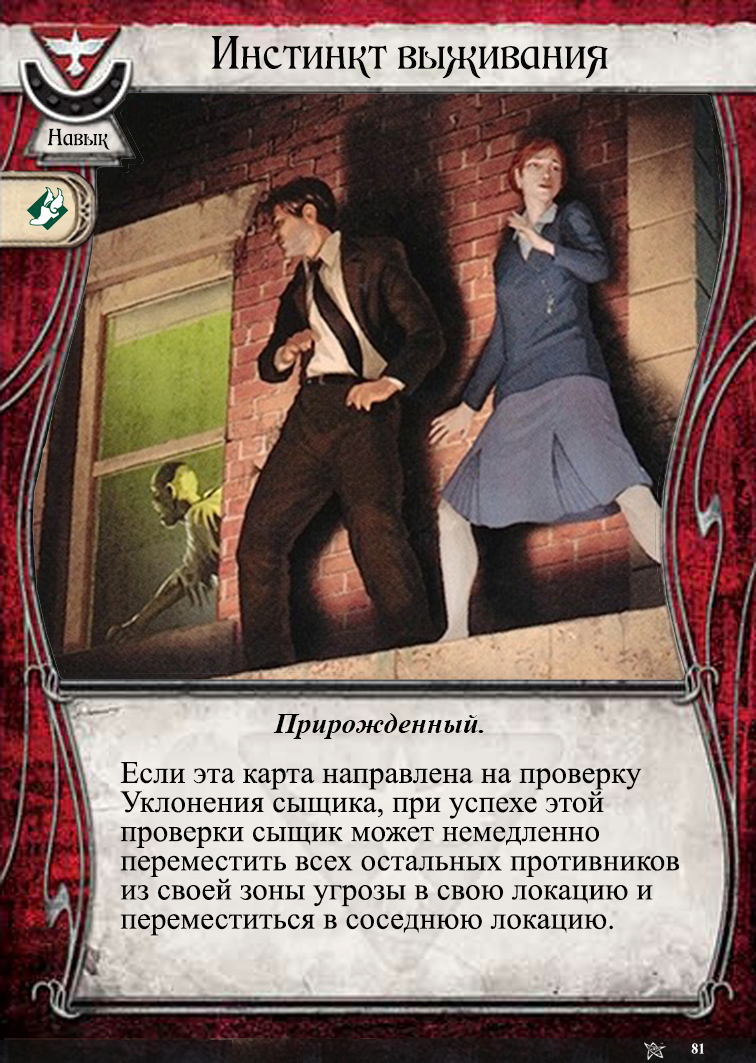 Инстинкт выживания
Навык
Прирожденный.
Если эта карта направлена на проверку
Уклонения сыщика, при успехе этой
проверки сыщик может немедленно
переместить всех остальных противников
из своей зоны угрозы в свою локацию и
переместиться в соседнюю локацию.
81